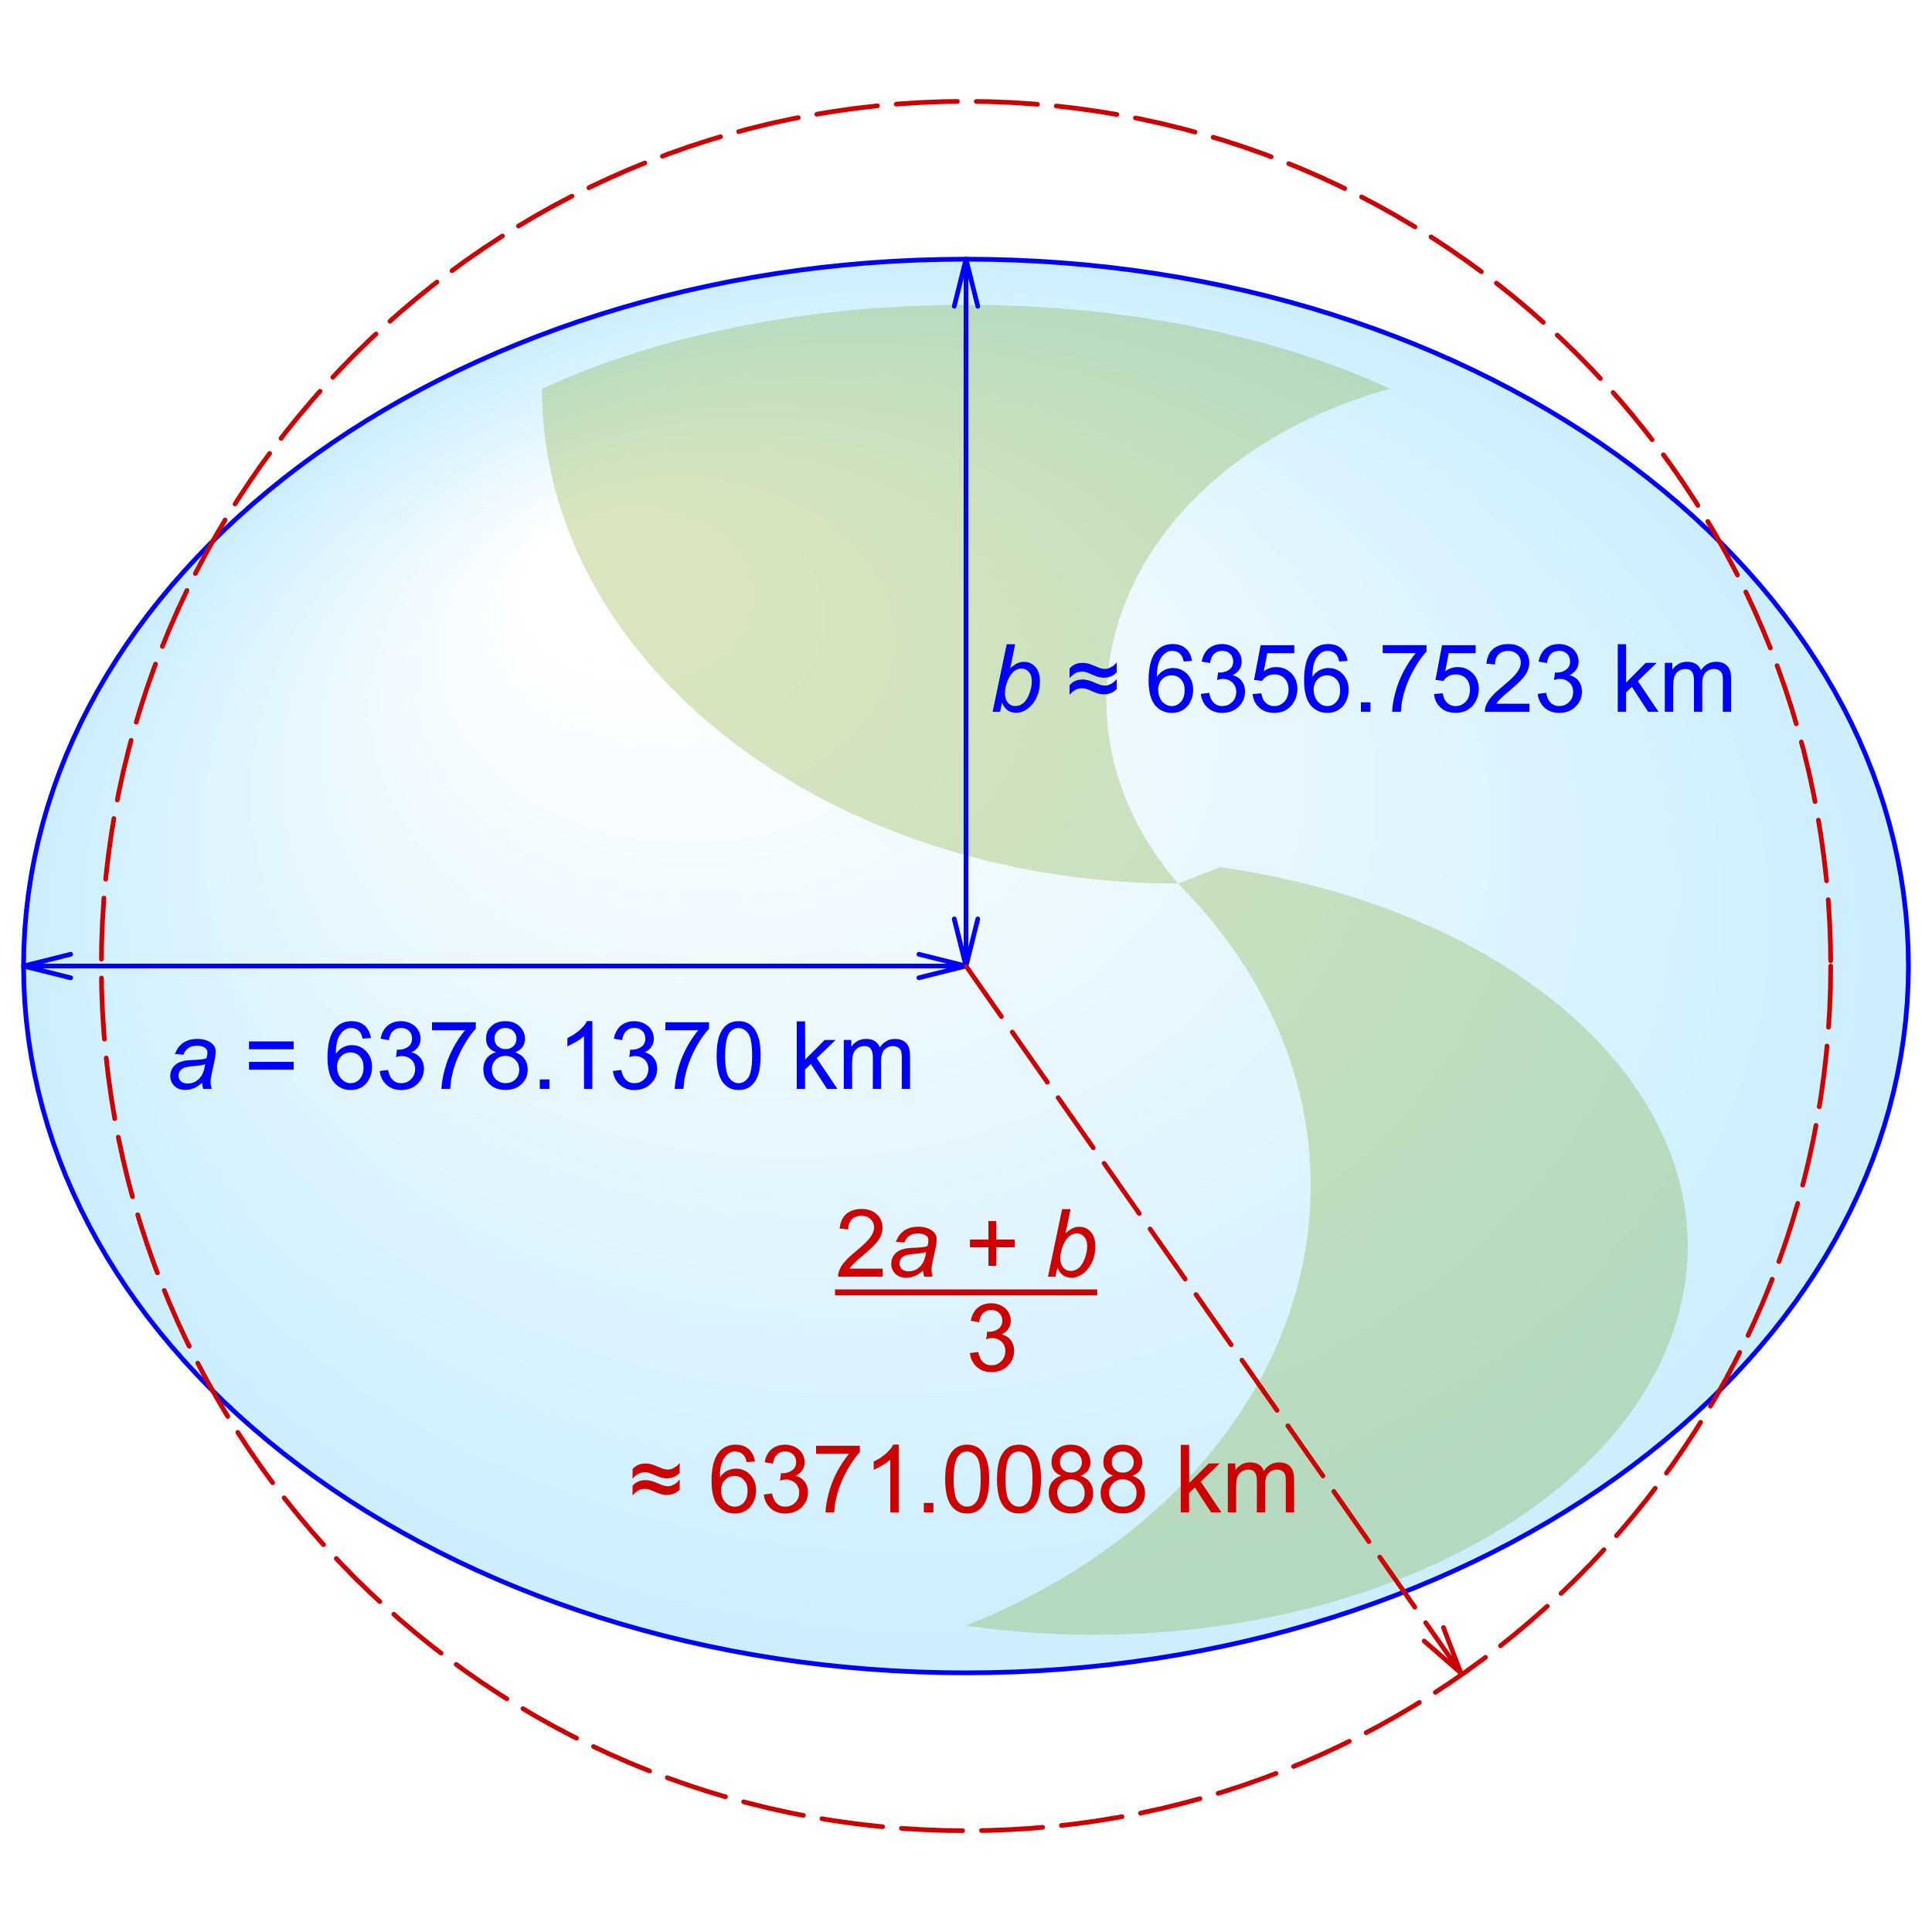 b ≈ 6356.7523 km
a = 6378.1370 km
2a + b
3
≈ 6371.0088 km